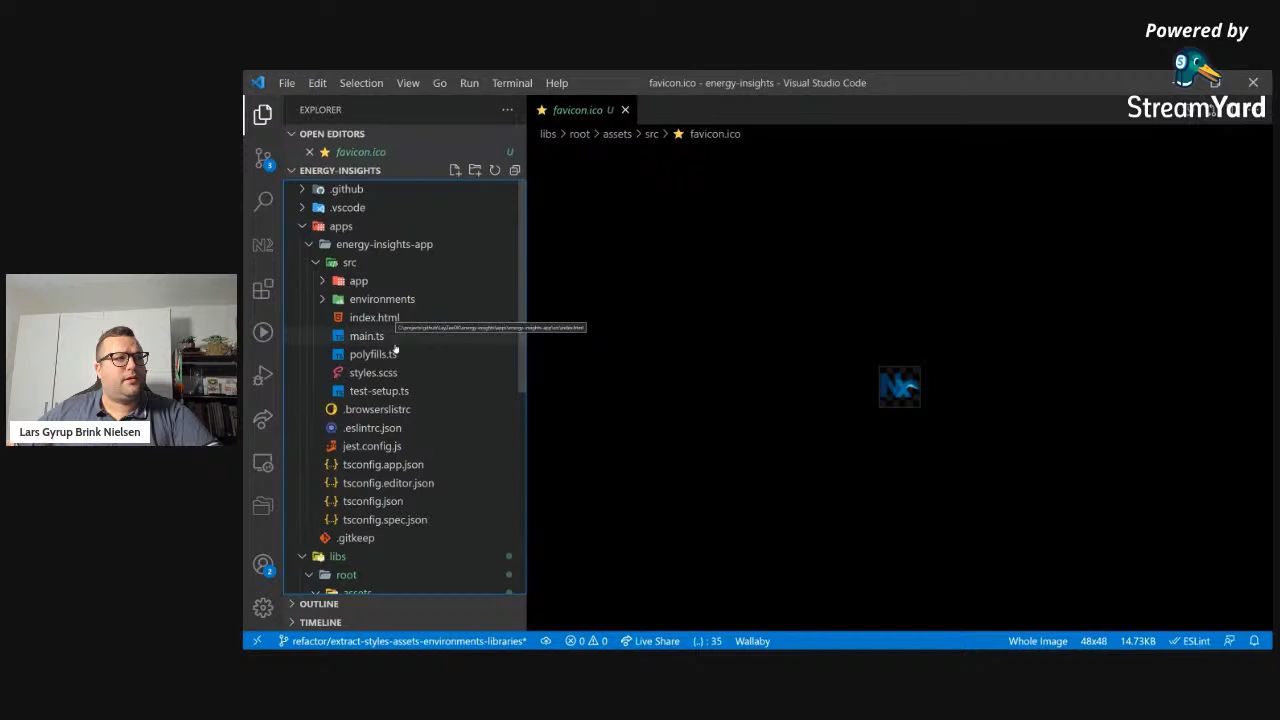 Powered by
StreamYard
File Edit Selection View Go Run Terminal Help
favicon.ico - energy-insights - Visual Studio Code
EXPLORER
favicon.ico U
OPEN EDITORS
libs > root > assets > src > favicon.ico
favicon.ico U
ENERGY-INSIGHTS
.github
.vscode
apps
energy-insights-app
src
app
environments
index.html
main.ts
polyfills.ts
styles.scss
test-setup.ts
.browserslistrc
.eslintrc.json
jest.config.js
tsconfig.app.json
tsconfig.editor.json
tsconfig.json
tsconfig.spec.json
.gitkeep
libs
root
assets
OUTLINE
TIMELINE
Lars Gyrup Brink Nielsen
3
2
Nx
refactor/extract-styles-assets-environments-libraries* 0 0 Live Share {..} : 35 Wallaby Whole Image 48x48 14.73KB ESLint